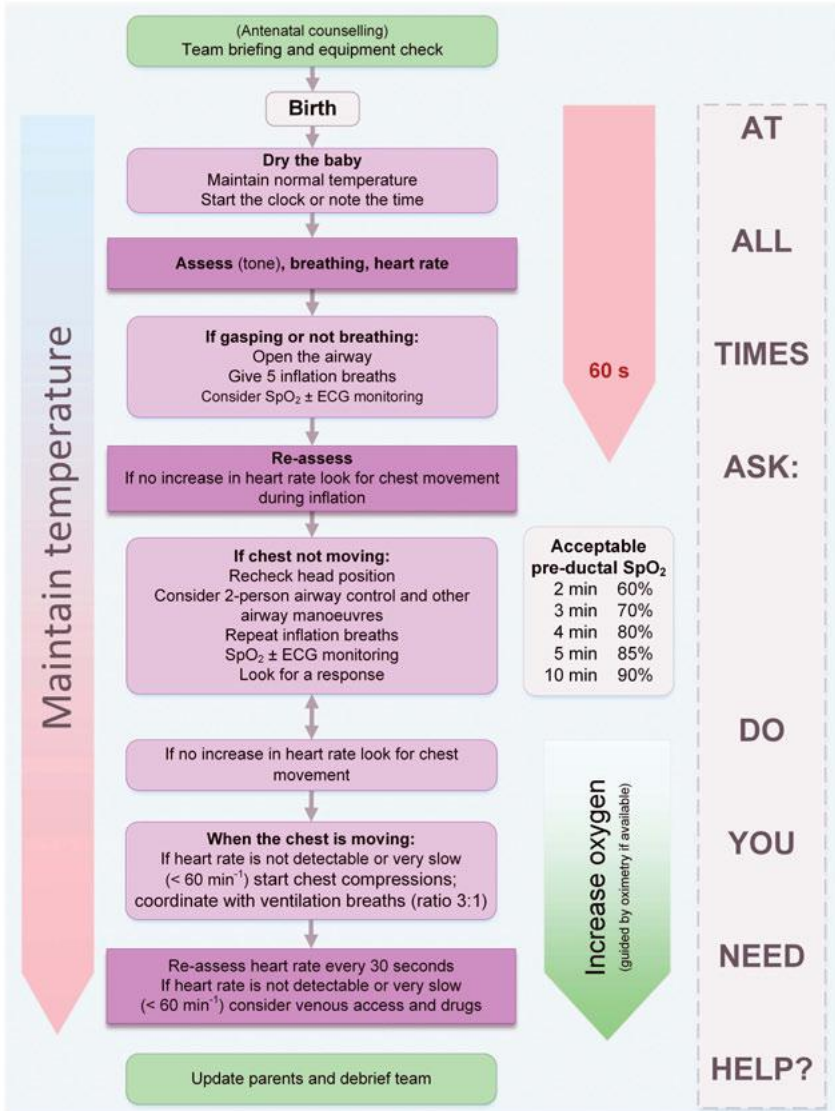 (Antenatal counselling)
Team briefing and equipment check
Birth
Dry the baby
Maintain normal temperature
Start the clock or note the time
Assess (tone), breathing, heart rate
If gasping or not breathing:
Open the airway
Give 5 inflation breaths
Consider SpO₂ ± ECG monitoring
Re-assess
If no increase in heart rate look for chest movement
during inflation
If chest not moving:
Recheck head position
Consider 2-person airway control and other
airway manoeuvres
Repeat inflation breaths
SpO₂ ± ECG monitoring
Look for a response
If no increase in heart rate look for chest
movement
When the chest is moving:
If heart rate is not detectable or very slow
(< 60 min⁻¹) start chest compressions;
coordinate with ventilation breaths (ratio 3:1)
Re-assess heart rate every 30 seconds
If heart rate is not detectable or very slow
(< 60 min⁻¹) consider venous access and drugs
Update parents and debrief team
Maintain temperature
60 s
Acceptable
pre-ductal SpO₂
2 min 60%
3 min 70%
4 min 80%
5 min 85%
10 min 90%
Increase oxygen
(guided by oximetry if available)
AT
ALL
TIMES
ASK:
DO
YOU
NEED
HELP?